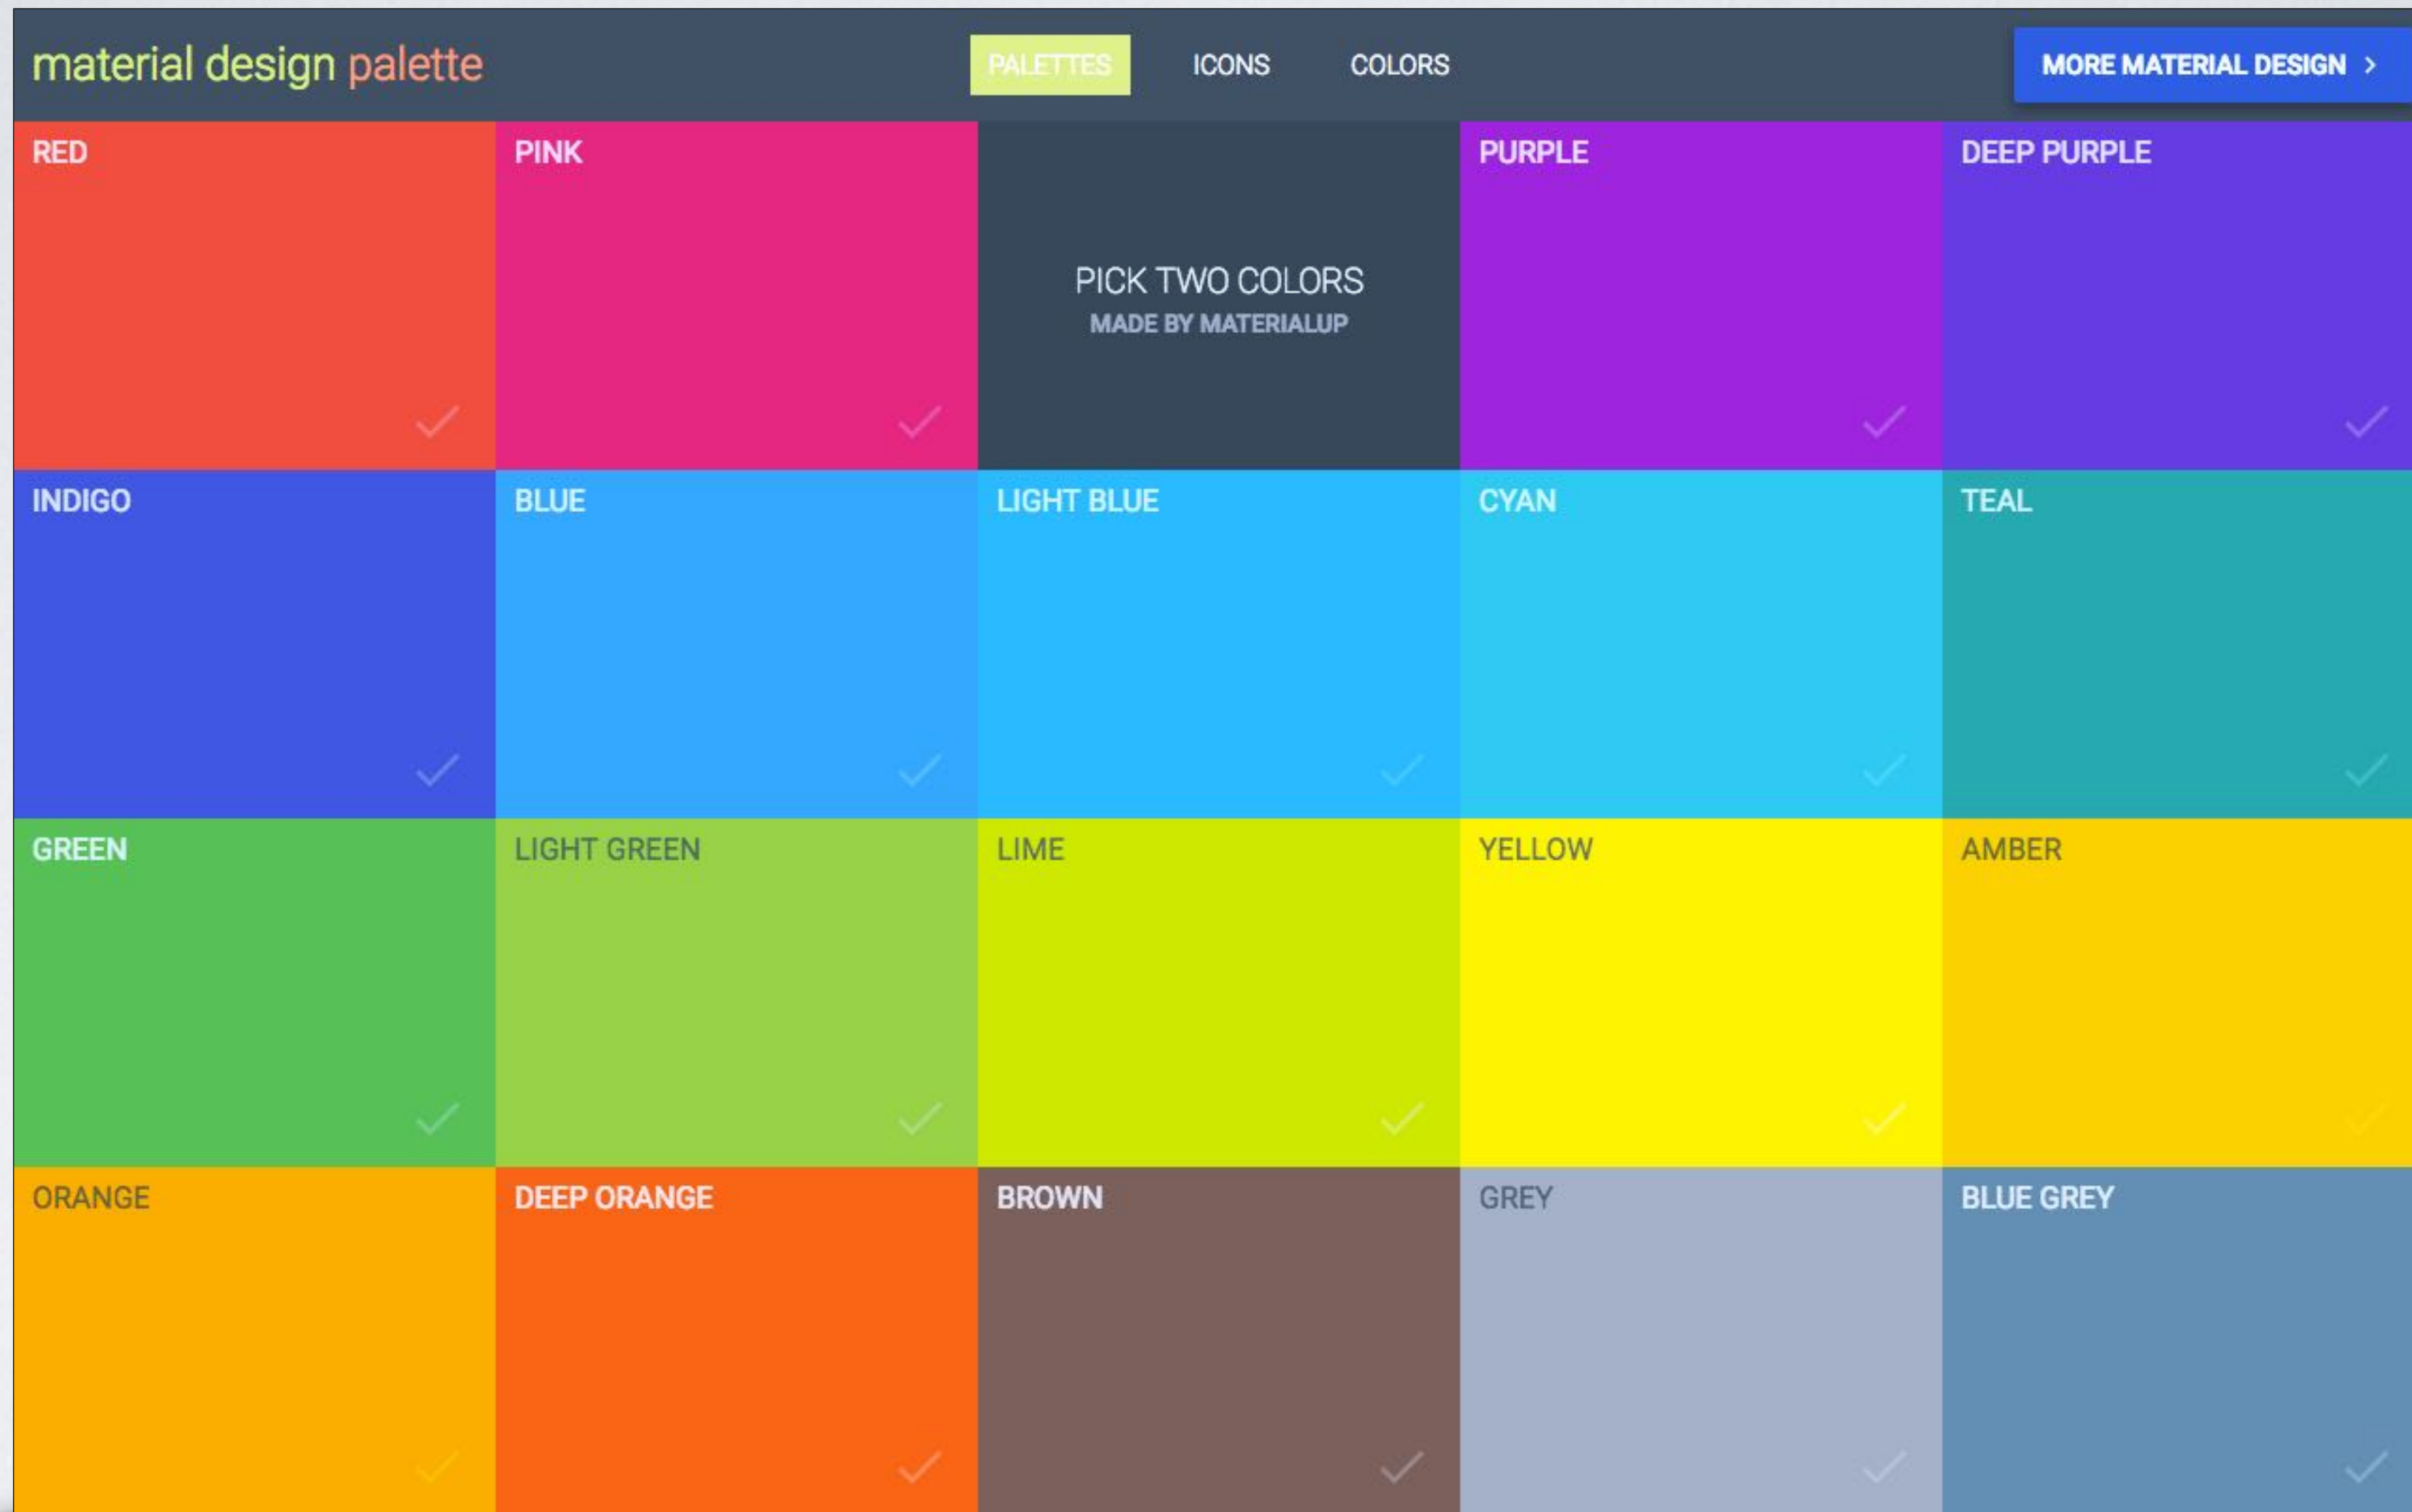 material design palette
PALETTES ICONS COLORS
MORE MATERIAL DESIGN >
RED
PINK
PICK TWO COLORS
MADE BY MATERIALUP
PURPLE
DEEP PURPLE
INDIGO
BLUE
LIGHT BLUE
CYAN
TEAL
GREEN
LIGHT GREEN
LIME
YELLOW
AMBER
ORANGE
DEEP ORANGE
BROWN
GREY
BLUE GREY